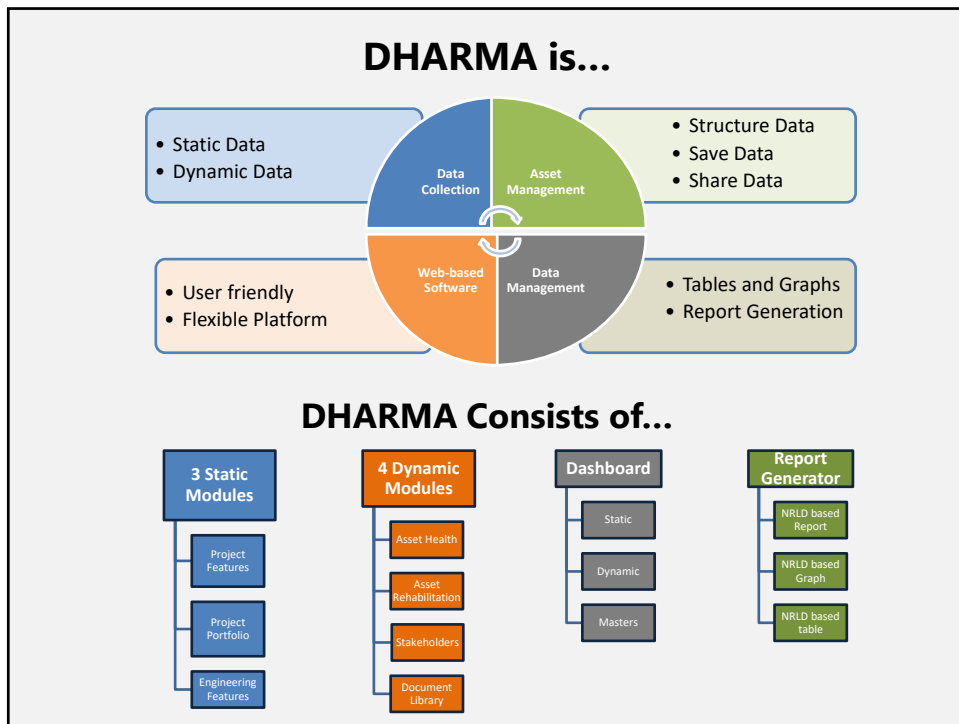 DHARMA is...
• Static Data
• Dynamic Data
Data
Collection
Asset
Management
• Structure Data
• Save Data
• Share Data
• User friendly
• Flexible Platform
Web-based
Software
Data
Management
• Tables and Graphs
• Report Generation
DHARMA Consists of...
3 Static
Modules
Project
Features
Project
Portfolio
Engineering
Features
4 Dynamic
Modules
Asset Health
Asset
Rehabilitation
Stakeholders
Document
Library
Dashboard
Static
Dynamic
Masters
Report
Generator
NRLD based
Report
NRLD based
Graph
NRLD based
table